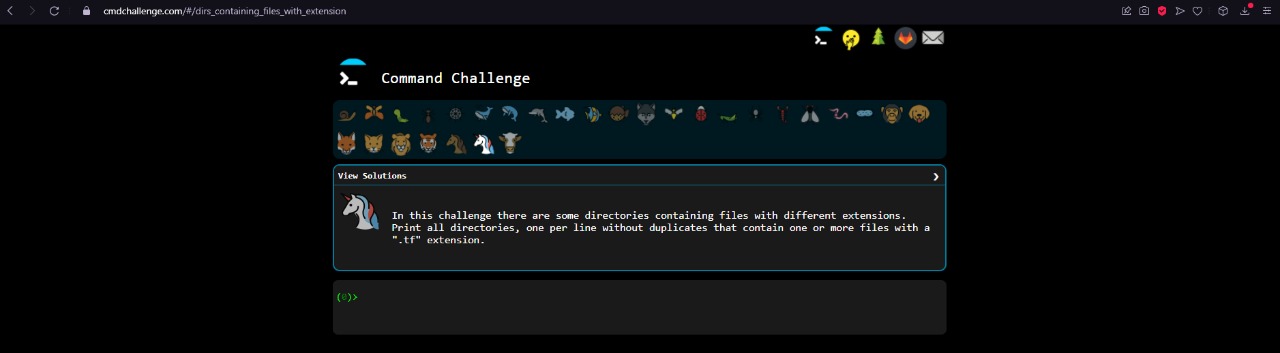 cmdchallenge.com/#/dirs_containing_files_with_extension
Command Challenge
View Solutions
In this challenge there are some directories containing files with different extensions.
Print all directories, one per line without duplicates that contain one or more files with a
".tf" extension.
(0)>